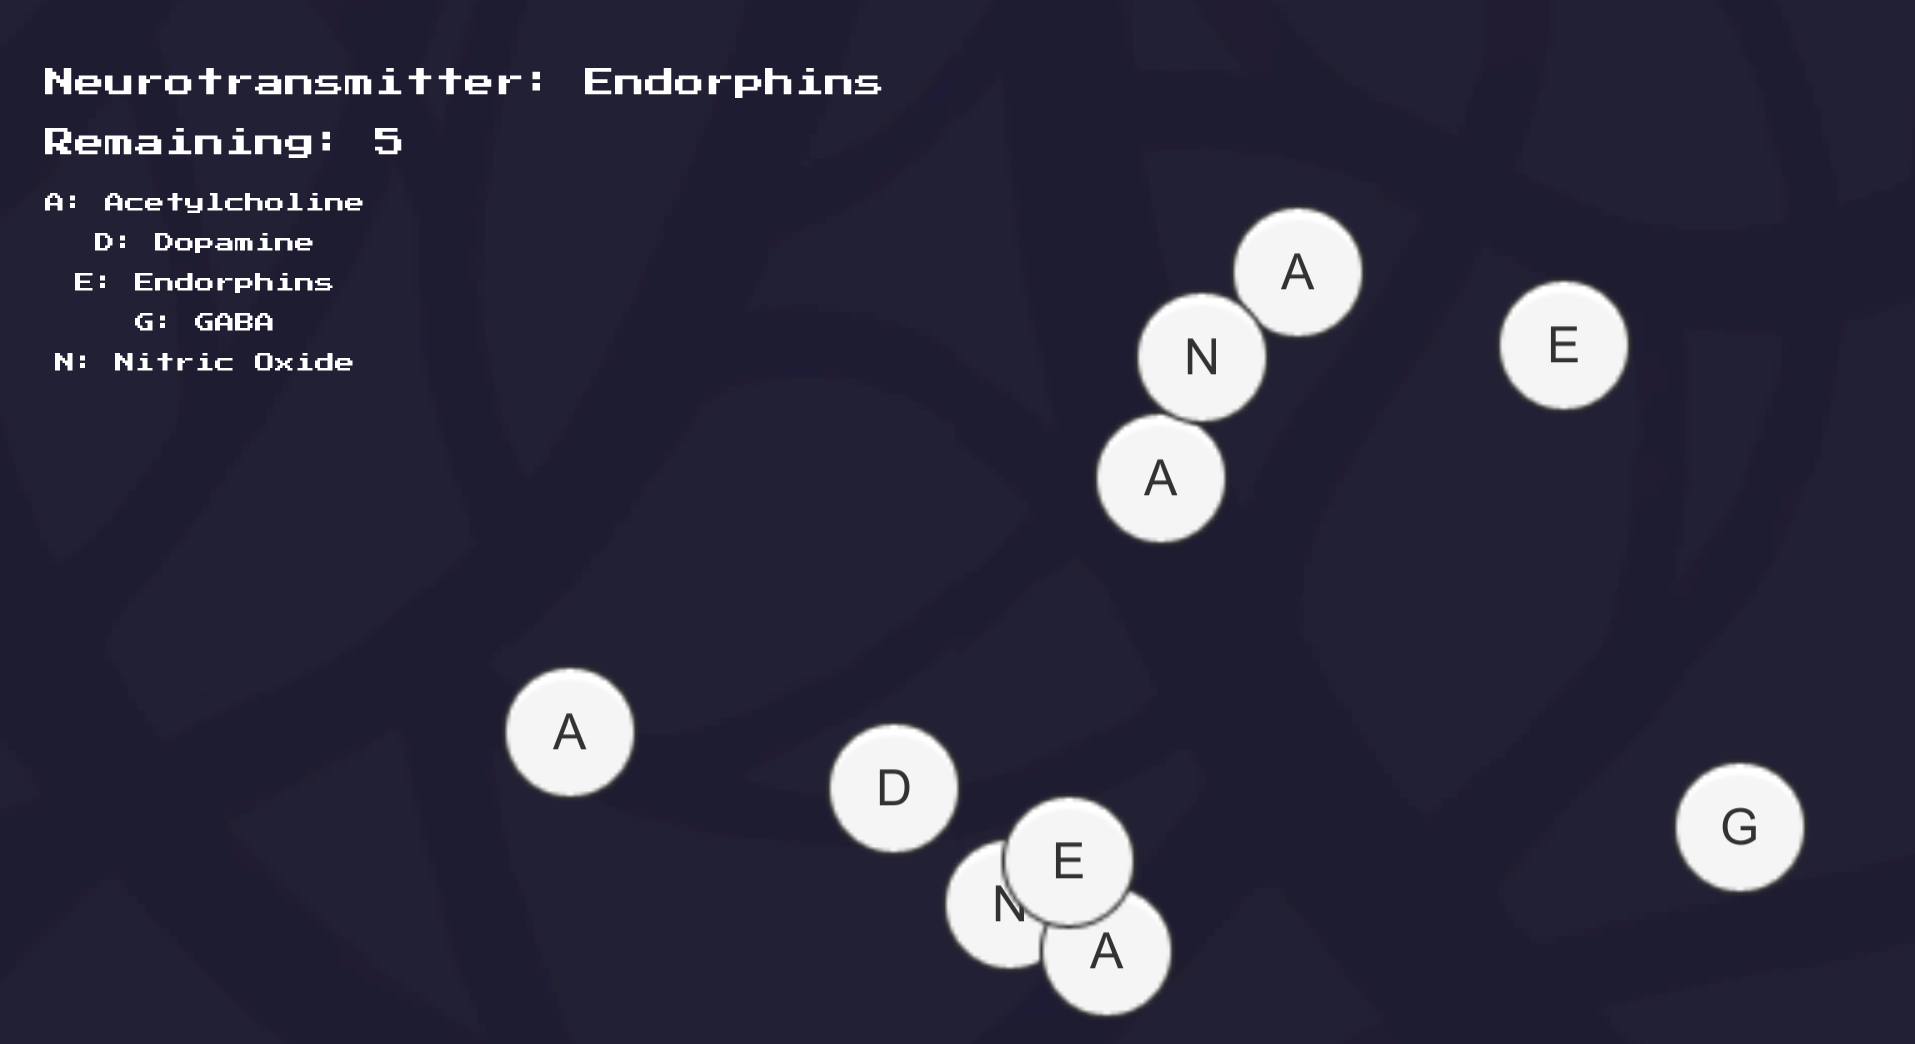 Neurotransmitter: Endorphins
Remaining: 5
A: Acetylcholine
D: Dopamine
E: Endorphins
G: GABA
N: Nitric Oxide
A
E
N
A
A
D
G
E
N
A